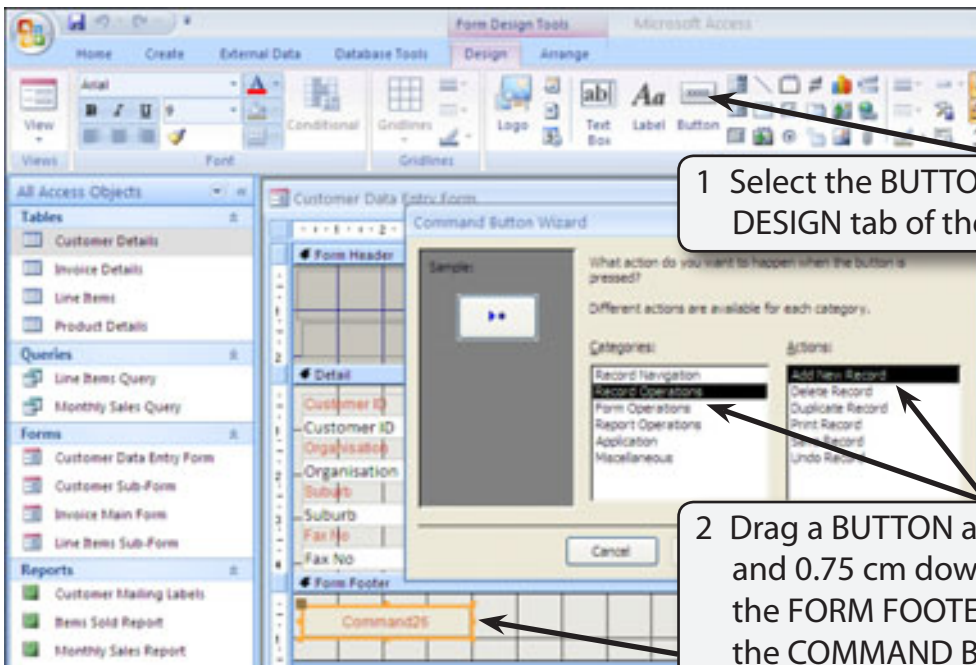 Form Design Tools Microsoft Access
Home Create External Data Database Tools Design Arrange
Arial
B I U 9
View
Conditional
Gridlines
Logo
ab|
Text Box
Aa
Label
Button
Views Font Gridlines
1 Select the BUTTO
DESIGN tab of the
All Access Objects
Tables
Customer Details
Invoice Details
Line Items
Product Details
Queries
Line Items Query
Monthly Sales Query
Forms
Customer Data Entry Form
Customer Sub-Form
Invoice Main Form
Line Items Sub-Form
Reports
Customer Mailing Labels
Items Sold Report
Monthly Sales Report
Customer Data Entry Form
Form Header
Detail
Customer ID
Customer ID
Organisation
Organisation
Suburb
Suburb
Fax No
Fax No
Form Footer
Command26
Command Button Wizard
Sample:
What action do you want to happen when the button is
pressed?
Different actions are available for each category.
Categories:
Record Navigation
Record Operations
Form Operations
Report Operations
Application
Miscellaneous
Actions:
Add New Record
Delete Record
Duplicate Record
Print Record
Save Record
Undo Record
Cancel
2 Drag a BUTTON a
and 0.75 cm dow
the FORM FOOTE
the COMMAND B